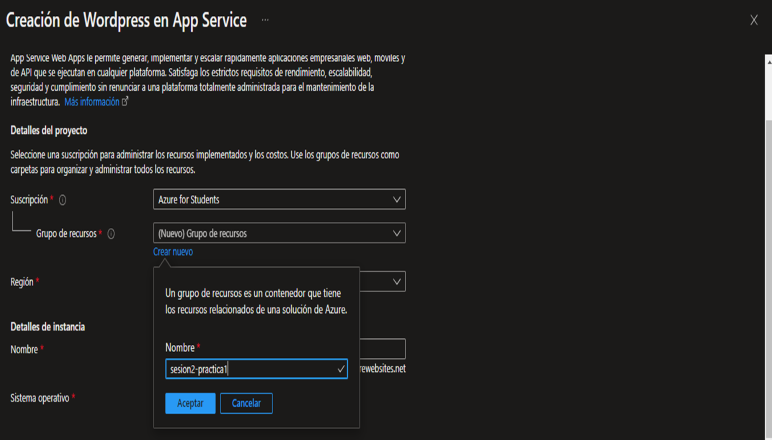 Creación de Wordpress en App Service ...
App Service Web Apps le permite generar, implementar y escalar rápidamente aplicaciones empresariales web, móviles y
de API que se ejecutan en cualquier plataforma. Satisfaga los estrictos requisitos de rendimiento, escalabilidad,
seguridad y cumplimiento sin renunciar a una plataforma totalmente administrada para el mantenimiento de la
infraestructura. Más información
Detalles del proyecto
Seleccione una suscripción para administrar los recursos implementados y los costos. Use los grupos de recursos como
carpetas para organizar y administrar todos los recursos.
Suscripción * Azure for Students
Grupo de recursos * (Nuevo) Grupo de recursos
Crear nuevo
Región *
Un grupo de recursos es un contenedor que tiene
los recursos relacionados de una solución de Azure.
Nombre *
sesion2-practica1
Aceptar Cancelar
Detalles de instancia
Nombre *
ewebsites.net
Sistema operativo *